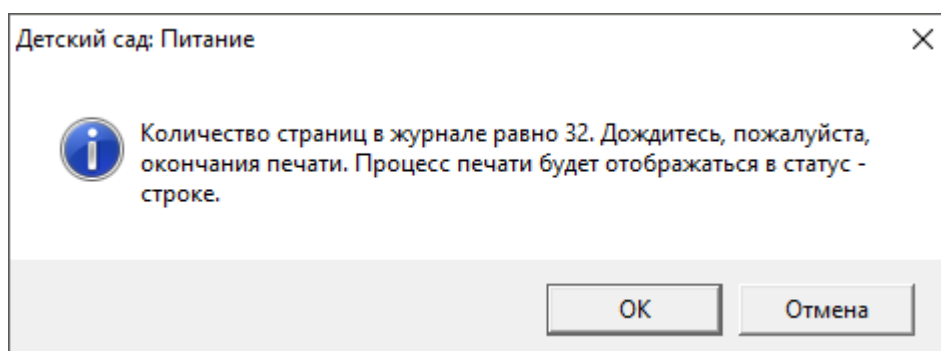 Детский сад: Питание
Количество страниц в журнале равно 32. Дождитесь, пожалуйста,
окончания печати. Процесс печати будет отображаться в статус -
строке.
ОК
Отмена